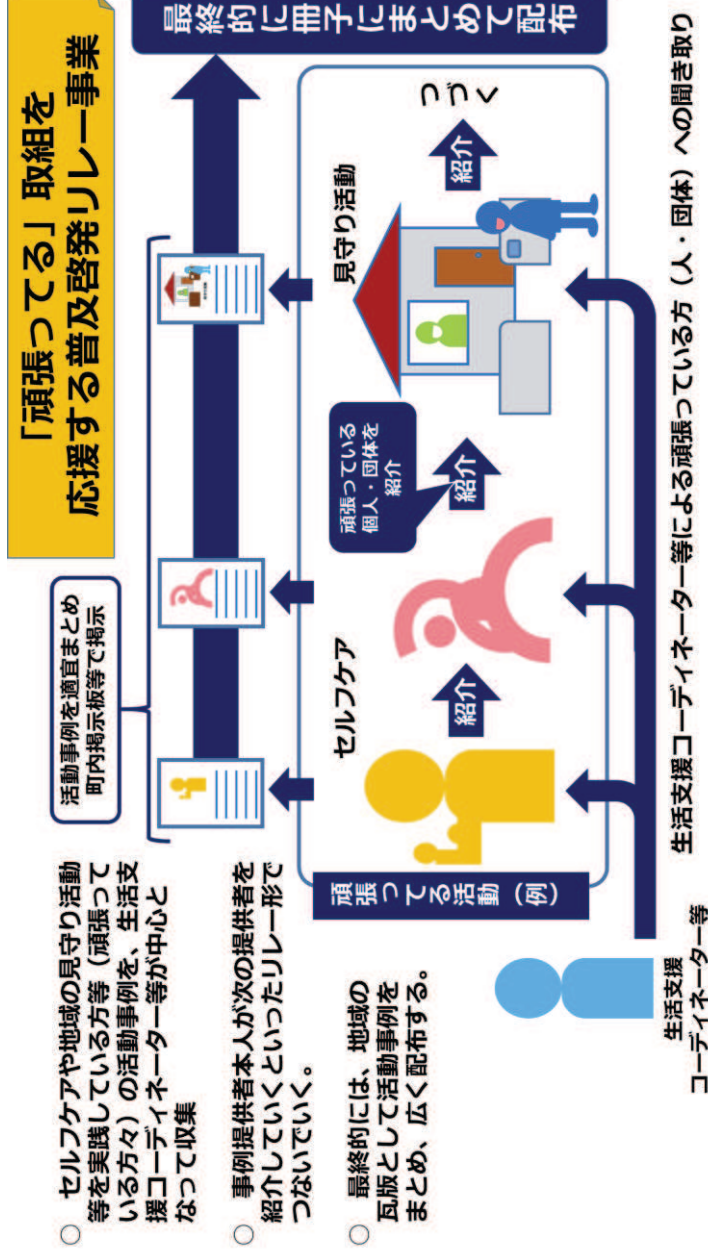 「頑張ってる」取組を
応援する普及啓発リレー事業
○ セルフケアや地域の見守り活動
等を実践している方等（頑張って
いる方々）の活動事例を、生活支
援コーディネーター等が中心と
なって収集
○ 事例提供者本人が次の提供者を
紹介していくといったリレー形で
つないでいく。
○ 最終的には、地域の
瓦版として活動事例を
まとめ、広く配布する。
活動事例を適宜まとめ
町内掲示板等で掲示
最終的に冊子にまとめて配布
頑張ってる活動（例）
セルフケア
紹介
頑張っている
個人・団体を
紹介
紹介
見守り活動
紹介
つづく
生活支援
コーディネーター等
生活支援コーディネーター等による頑張っている方（人・団体）への聞き取り